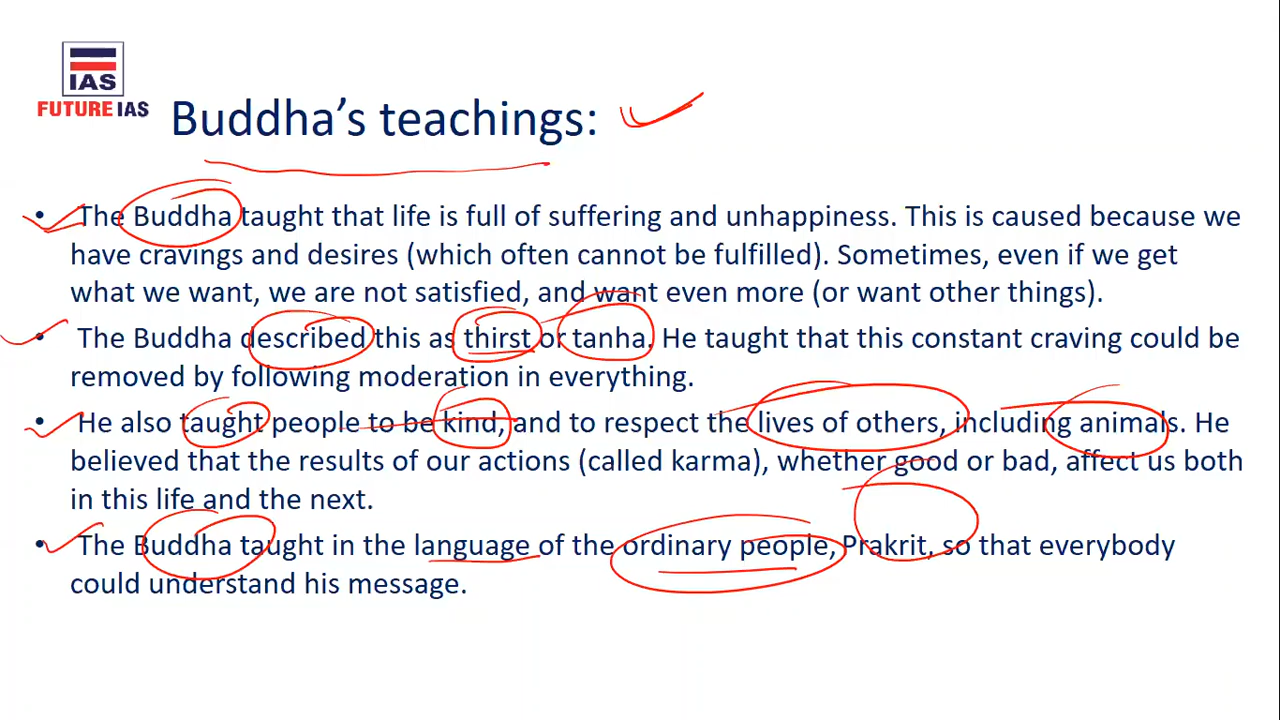 IAS
FUTURE IAS
Buddha's teachings:
• The Buddha taught that life is full of suffering and unhappiness. This is caused because we
have cravings and desires (which often cannot be fulfilled). Sometimes, even if we get
what we want, we are not satisfied, and want even more (or want other things).
• The Buddha described this as thirst or tanha. He taught that this constant craving could be
removed by following moderation in everything.
• He also taught people to be kind, and to respect the lives of others, including animals. He
believed that the results of our actions (called karma), whether good or bad, affect us both
in this life and the next.
• The Buddha taught in the language of the ordinary people, Prakrit, so that everybody
could understand his message.